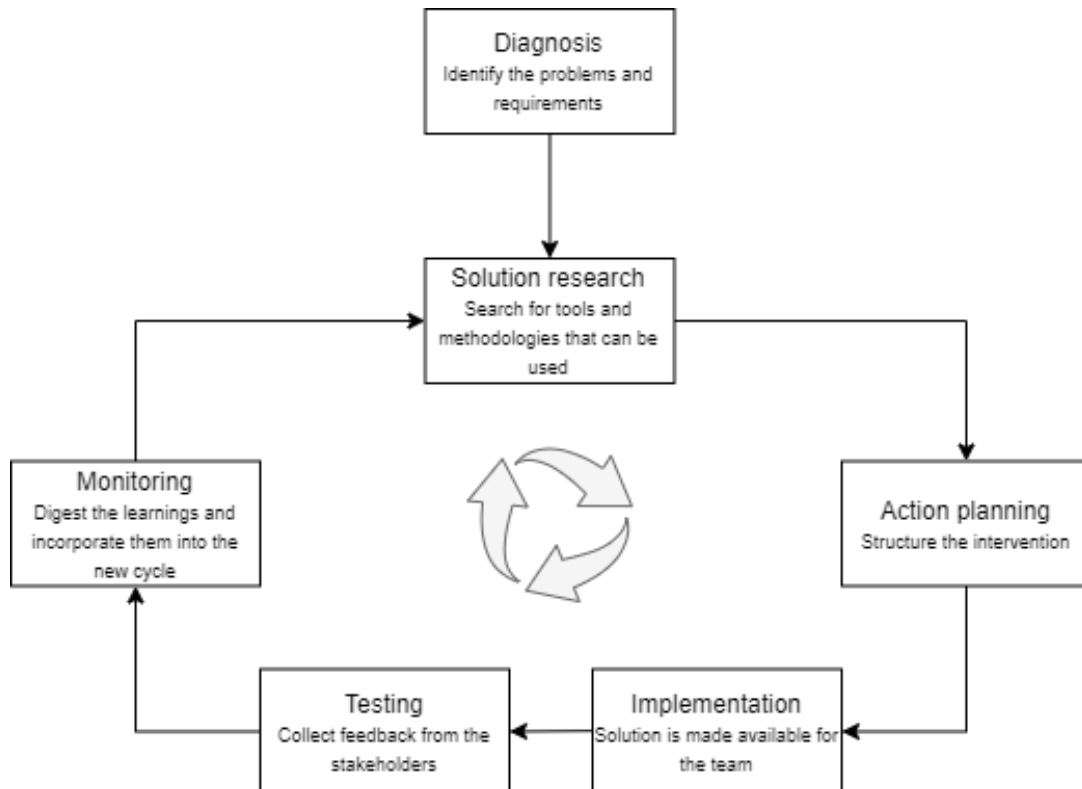 Diagnosis
Identify the problems and
requirements
Solution research
Search for tools and
methodologies that can be
used
Monitoring
Digest the learnings and
incorporate them into the
new cycle
Action planning
Structure the intervention
Testing
Collect feedback from the
stakeholders
Implementation
Solution is made available for
the team